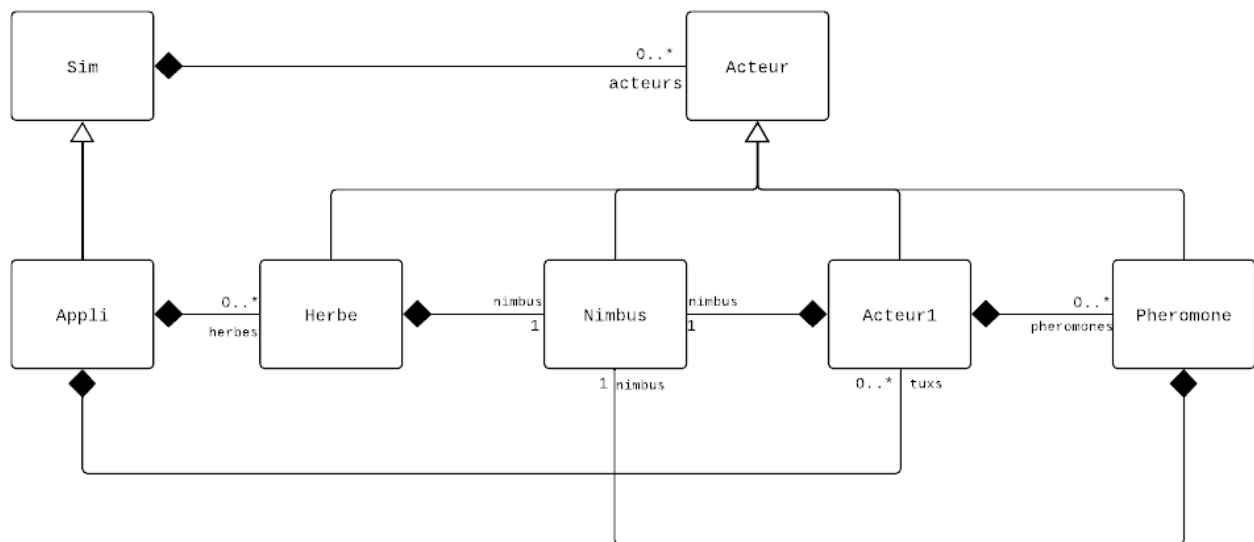 0..*
Sim
Acteur
acteurs
nimbus
nimbus
0..*
0..*
Appli
Herbe
Nimbus
Acteur1
Pheromone
herbes
1
1
pheromones
1
nimbus
0..*
tuxs